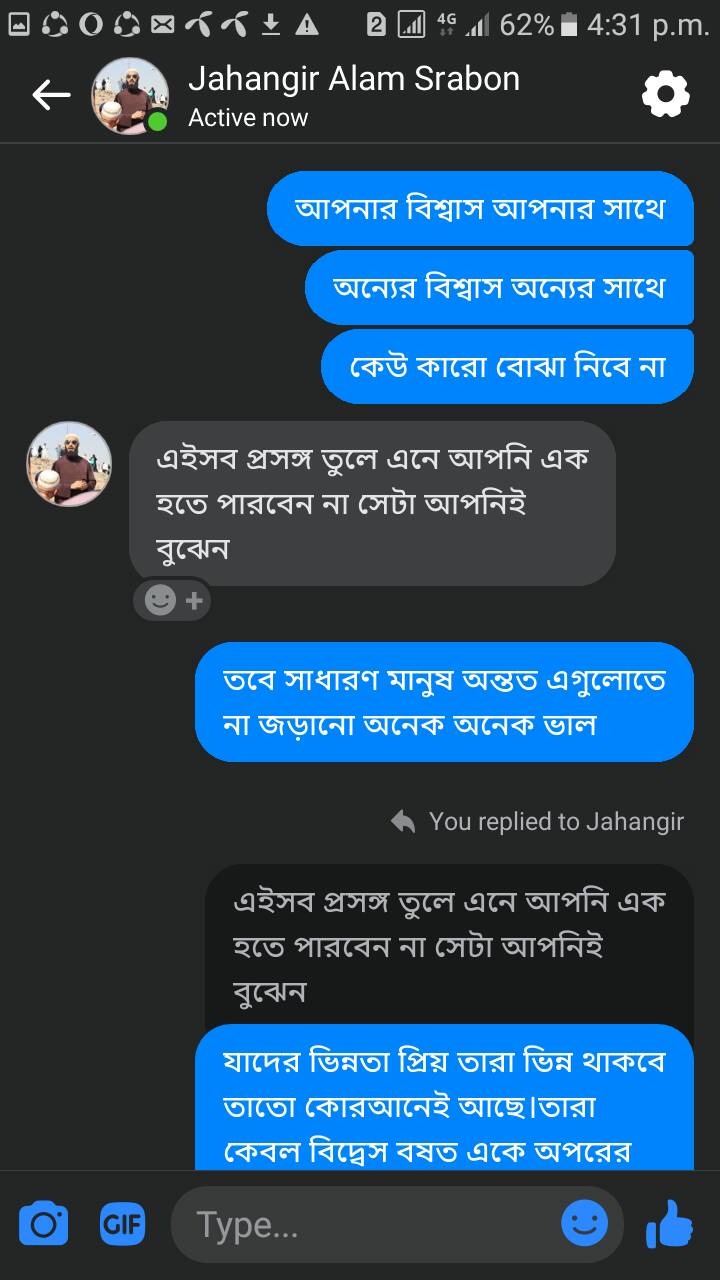 2 4G 62% 4:31 p.m.
Jahangir Alam Srabon
Active now
আপনার বিশ্বাস আপনার সাথে
অন্যের বিশ্বাস অন্যের সাথে
কেউ কারো বোঝা নিবে না
এইসব প্রসঙ্গ তুলে এনে আপনি এক
হতে পারবেন না সেটা আপনিই
বুঝেন
তবে সাধারণ মানুষ অন্তত এগুলোতে
না জড়ানো অনেক অনেক ভাল
You replied to Jahangir
এইসব প্রসঙ্গ তুলে এনে আপনি এক
হতে পারবেন না সেটা আপনিই
বুঝেন
যাদের ভিন্নতা প্রিয় তারা ভিন্ন থাকবে
তাতো কোরআনেই আছে।তারা
কেবল বিদ্বেস বষত একে অপরের
GIF Type...